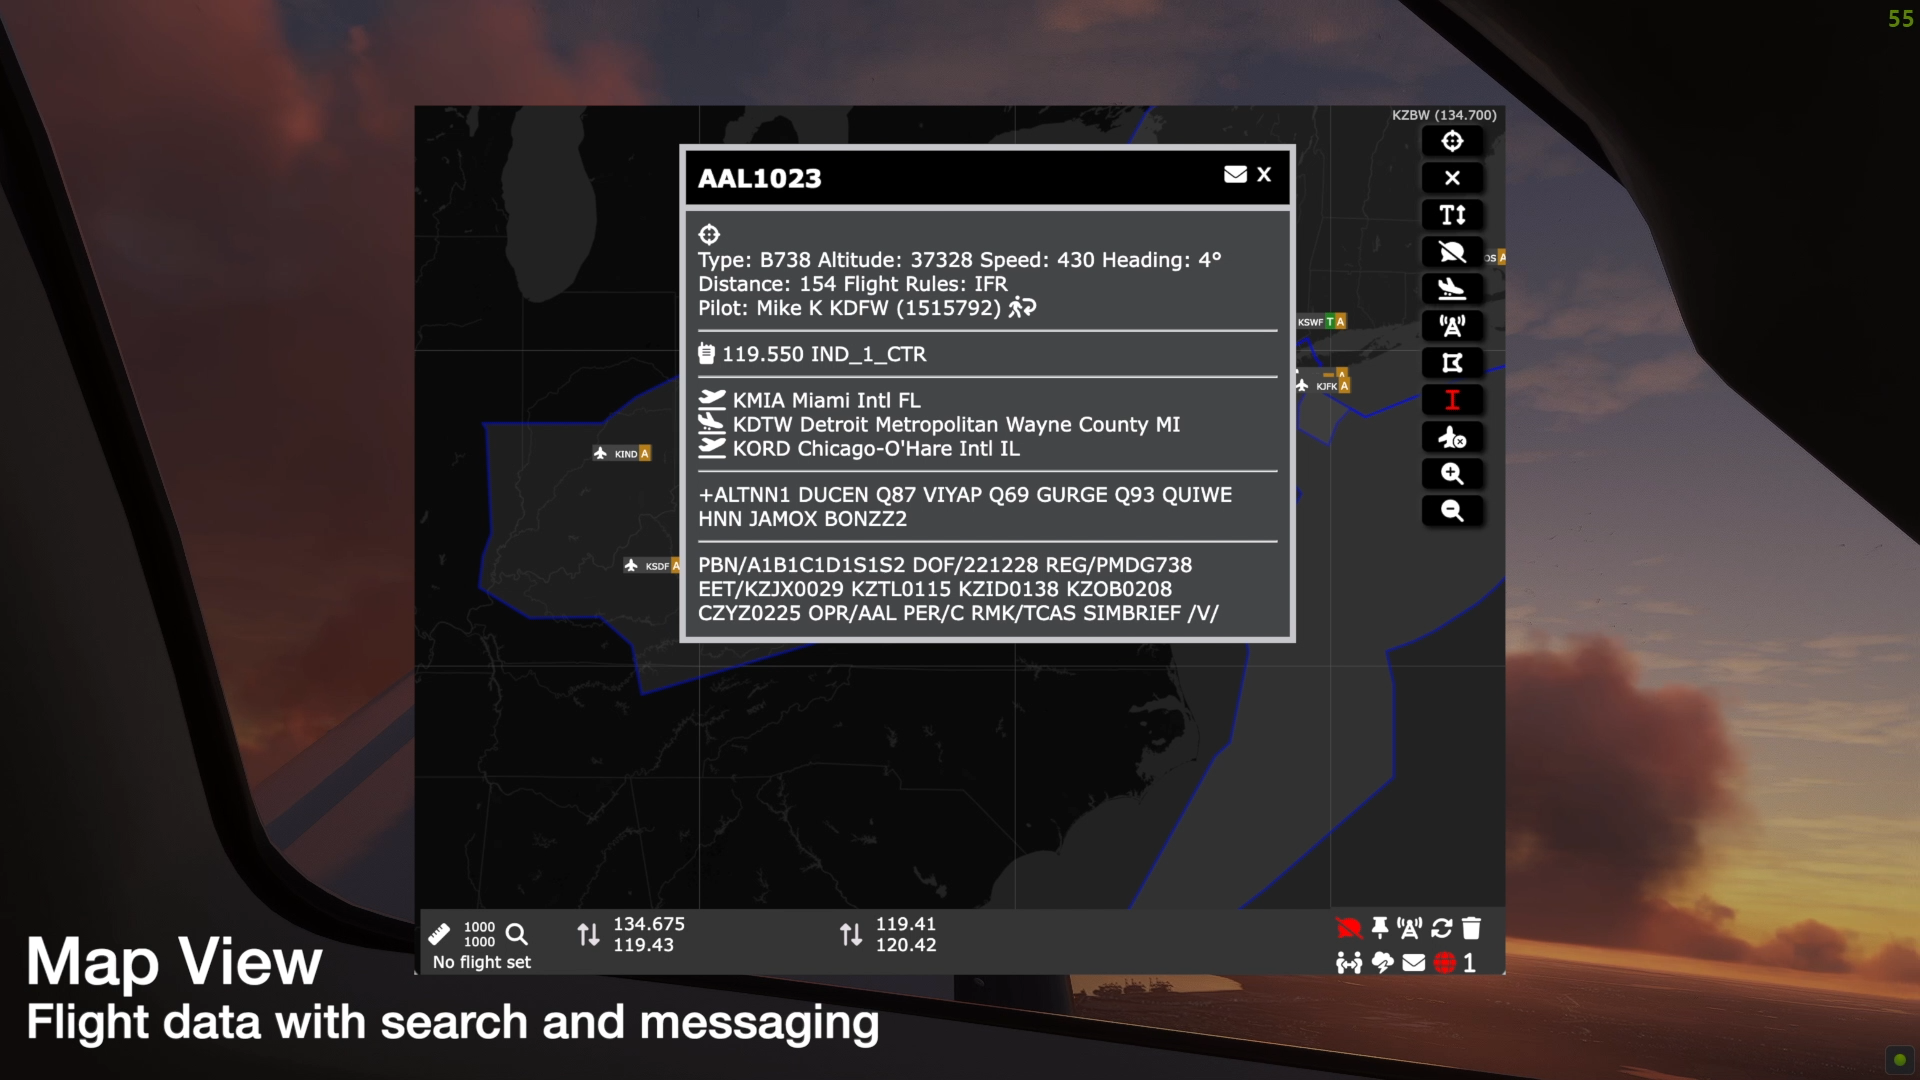 55
KZBW (134.700)
AAL1023
X
Type: B738 Altitude: 37328 Speed: 430 Heading: 4°
Distance: 154 Flight Rules: IFR
Pilot: Mike K KDFW (1515792)
119.550 IND_1_CTR
KMIA Miami Intl FL
KDTW Detroit Metropolitan Wayne County MI
KORD Chicago-O'Hare Intl IL
+ALTNN1 DUCEN Q87 VIYAP Q69 GURGE Q93 QUIWE
HNN JAMOX BONZZ2
PBN/A1B1C1D1S1S2 DOF/221228 REG/PMDG738
EET/KZJX0029 KZTL0115 KZID0138 KZOB0208
CZYZ0225 OPR/AAL PER/C RMK/TCAS SIMBRIEF /V/
T
I
KSWF T A
A
KJFK A
KIND A
KSDF A
1000
1000
No flight set
134.675
119.43
119.41
120.42
1
Map View
Flight data with search and messaging